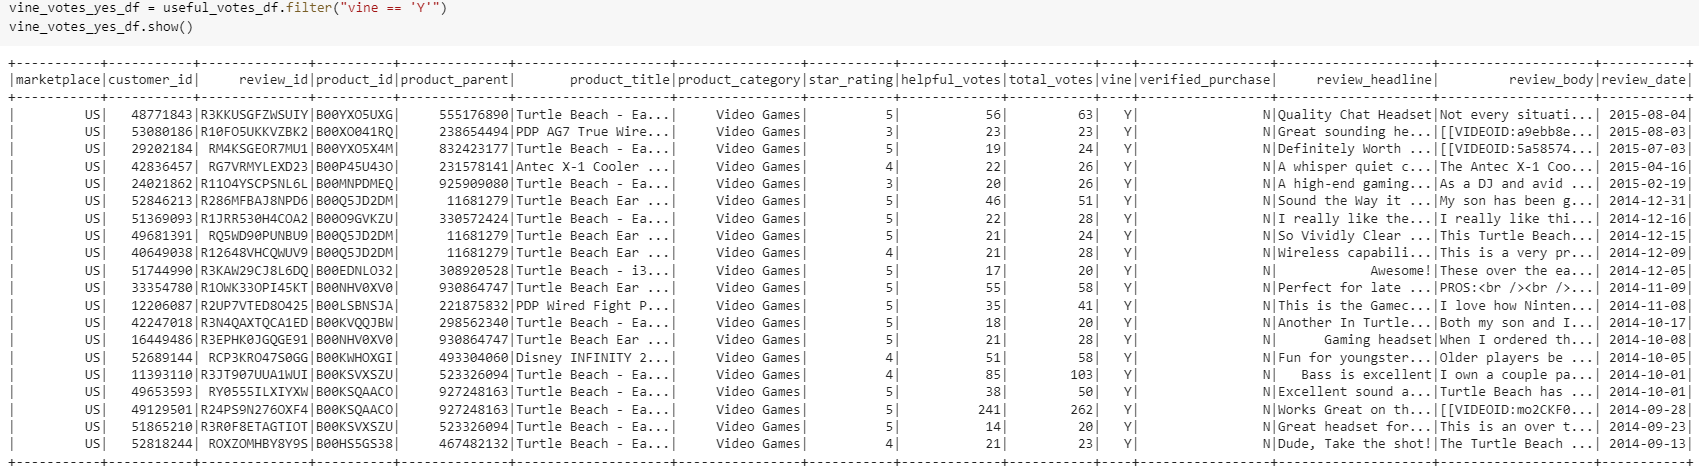 vine_votes_yes_df = useful_votes_df.filter("vine == 'Y'")
vine_votes_yes_df.show()
+-----------+-----------+--------------+----------+--------------+--------------------+----------------+-----------+-------------+-----------+----+-----------------+--------------------+--------------------+-----------+
|marketplace|customer_id|     review_id|product_id|product_parent|       product_title|product_category|star_rating|helpful_votes|total_votes|vine|verified_purchase|     review_headline|         review_body|review_date|
+-----------+-----------+--------------+----------+--------------+--------------------+----------------+-----------+-------------+-----------+----+-----------------+--------------------+--------------------+-----------+
|         US|   48771843|R3KKUSGFZWSUIY|B00YXO5UXG|     555176890|Turtle Beach - Ea...|     Video Games|          5|           56|         63|   Y|                N|Quality Chat Headset|Not every situati...| 2015-08-04|
|         US|   53080186|R10FO5UKKVZBK2|B00XO041RQ|     238654494|PDP AG7 True Wire...|     Video Games|          3|           23|         23|   Y|                N|Great sounding he...|[[VIDEOID:a9ebb8e...| 2015-08-03|
|         US|   29202184| RM4KSGEOR7MU1|B00YXO5X4M|     832423177|Turtle Beach - Ea...|     Video Games|          5|           19|         24|   Y|                N|Definitely Worth ...|[[VIDEOID:5a58574...| 2015-07-03|
|         US|   42836457| RG7VRMYLEXD23|B00P45U43O|     231578141|Antec X-1 Cooler ...|     Video Games|          4|           22|         26|   Y|                N|A whisper quiet c...|The Antec X-1 Coo...| 2015-04-16|
|         US|   24021862|R11O4YSCPSNL6L|B00MNPDMEQ|     925909080|Turtle Beach - Ea...|     Video Games|          3|           20|         26|   Y|                N|A high-end gaming...|As a DJ and avid ...| 2015-02-19|
|         US|   52846213|R286MFBAJ8NPD6|B00Q5JD2DM|      11681279|Turtle Beach Ear ...|     Video Games|          5|           46|         51|   Y|                N|Sound the Way it ...|My son has been g...| 2014-12-31|
|         US|   51369093|R1JRR530H4COA2|B00O9GVKZU|     330572424|Turtle Beach - Ea...|     Video Games|          5|           22|         28|   Y|                N|I really like the...|I really like thi...| 2014-12-16|
|         US|   49681391| RQ5WD90PUNBU9|B00Q5JD2DM|      11681279|Turtle Beach Ear ...|     Video Games|          5|           21|         24|   Y|                N|So Vividly Clear ...|This Turtle Beach...| 2014-12-15|
|         US|   40649038|R12648VHCQWUV9|B00Q5JD2DM|      11681279|Turtle Beach Ear ...|     Video Games|          4|           21|         28|   Y|                N|Wireless capabili...|This is a very pr...| 2014-12-09|
|         US|   51744990|R3KAW29CJ8L6DQ|B00EDNLO32|     308920528|Turtle Beach - i3...|     Video Games|          5|           17|         20|   Y|                N|            Awesome!|These over the ea...| 2014-12-05|
|         US|   33354780|R1OWK33OPI45KT|B00NHV0XV0|     930864747|Turtle Beach Ear ...|     Video Games|          5|           55|         58|   Y|                N|Perfect for late ...|PROS:<br /><br />...| 2014-11-09|
|         US|   12206087|R2UP7VTED8O425|B00LSBNSJA|     221875832|PDP Wired Fight P...|     Video Games|          5|           35|         41|   Y|                N|This is the Gamec...|I love how Ninten...| 2014-11-08|
|         US|   42247018|R3N4QAXTQCA1ED|B00KVQQJBW|     298562340|Turtle Beach - Ea...|     Video Games|          5|           18|         20|   Y|                N|Another In Turtle...|Both my son and I...| 2014-10-17|
|         US|   16449486|R3EPHK0JGQGE91|B00NHV0XV0|     930864747|Turtle Beach Ear ...|     Video Games|          5|           21|         28|   Y|                N|      Gaming headset|When I ordered th...| 2014-10-08|
|         US|   52689144| RCP3KRO47S0GG|B00KWHOXGI|     493304060|Disney INFINITY 2...|     Video Games|          4|           51|         58|   Y|                N|Fun for youngster...|Older players be ...| 2014-10-05|
|         US|   11393110|R3JT907UUA1WUI|B00KSVXSZU|     523326094|Turtle Beach - Ea...|     Video Games|          4|           85|        103|   Y|                N|   Bass is excellent|I own a couple pa...| 2014-10-01|
|         US|   49653593| RY0555ILXIYXW|B00KSQAACO|     927248163|Turtle Beach - Ea...|     Video Games|          5|           38|         50|   Y|                N|Excellent sound a...|Turtle Beach has ...| 2014-10-01|
|         US|   49129501|R24PS9N276OXF4|B00KSQAACO|     927248163|Turtle Beach - Ea...|     Video Games|          5|          241|        262|   Y|                N|Works Great on th...|[[VIDEOID:mo2CKF0...| 2014-09-28|
|         US|   51865210|R3R0F8ETAGTIOT|B00KSVXSZU|     523326094|Turtle Beach - Ea...|     Video Games|          5|           14|         20|   Y|                N|Great headset for...|This is an over t...| 2014-09-23|
|         US|   52818244| ROXZOMHBY8Y9S|B00HS5GS38|     467482132|Turtle Beach - Ea...|     Video Games|          4|           21|         23|   Y|                N|Dude, Take the shot!|The Turtle Beach ...| 2014-09-13|
+-----------+-----------+--------------+----------+--------------+--------------------+----------------+-----------+-------------+-----------+----+-----------------+--------------------+--------------------+-----------+